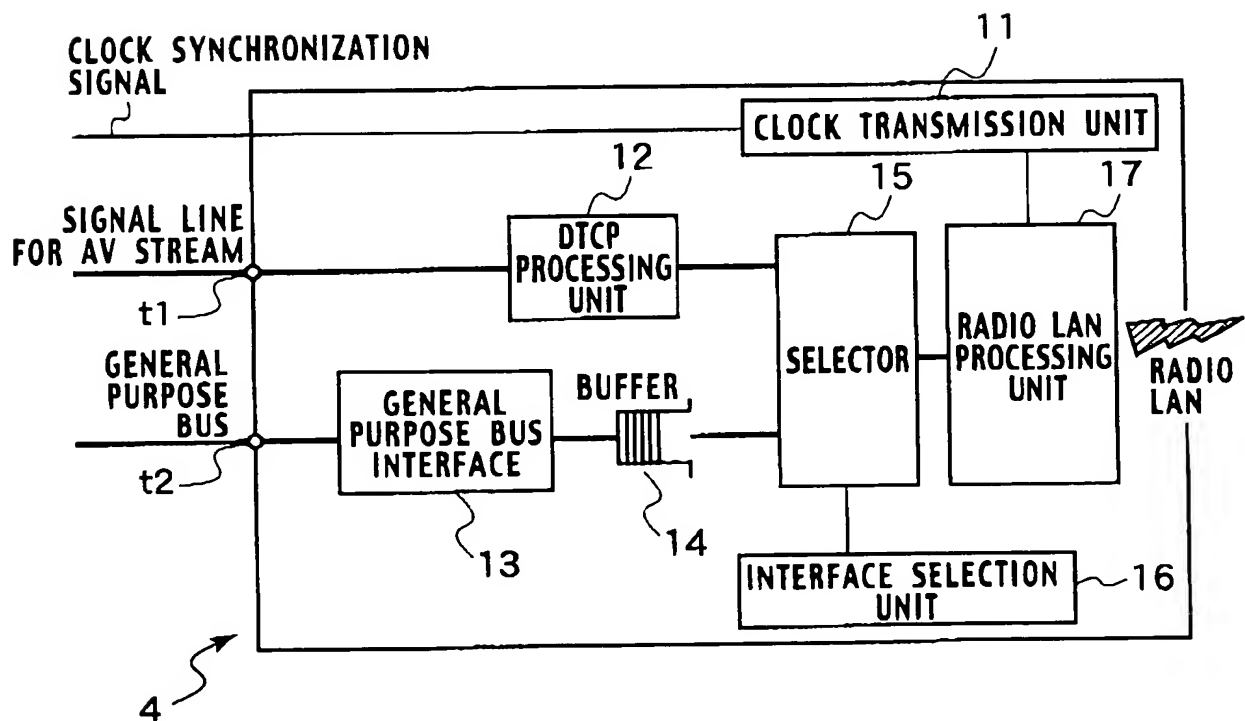 CLOCK SYNCHRONIZATION
SIGNAL
11
CLOCK TRANSMISSION UNIT
12
15
17
SIGNAL LINE
FOR AV STREAM
t1
DTCP
PROCESSING
UNIT
SELECTOR
RADIO LAN
PROCESSING
UNIT
RADIO
LAN
GENERAL
PURPOSE
BUS
t2
GENERAL
PURPOSE BUS
INTERFACE
13
BUFFER
14
INTERFACE SELECTION
UNIT
16
4